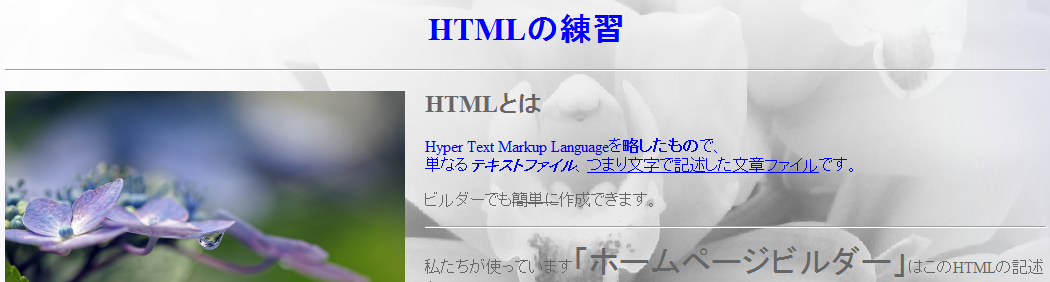 HTMLの練習
HTMLとは
Hyper Text Markup Languageを略したもので、
単なるテキストファイル、つまり文字で記述した文章ファイルです。
ビルダーでも簡単に作成できます。
私たちが使っています「ホームページビルダー」はこのHTMLの記述